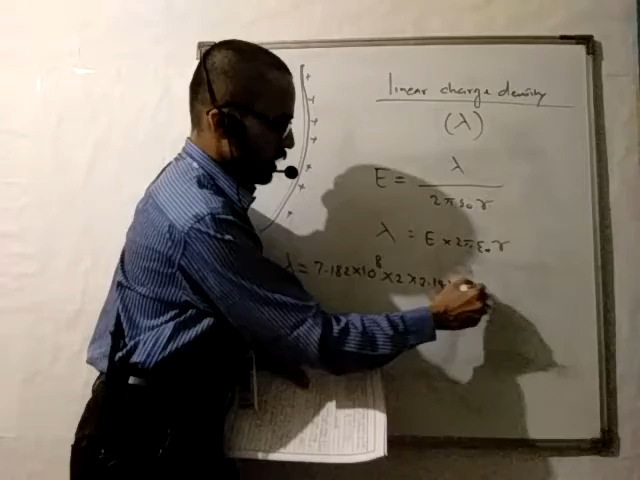 linear charge density
(λ)
E = λ / 2πε₀r
λ = E × 2πε₀r
λ = 7.182×10⁸ × 2 × 3.14